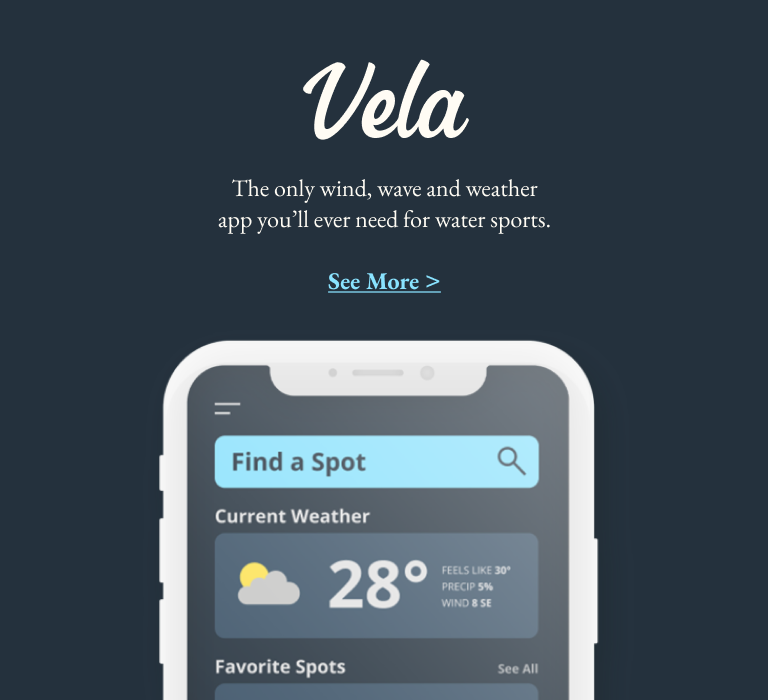 Vela
The only wind, wave and weather
app you’ll ever need for water sports.
See More >
Find a Spot
Current Weather
28°
FEELS LIKE 30°
PRECIP 5%
WIND 8 SE
Favorite Spots
See All